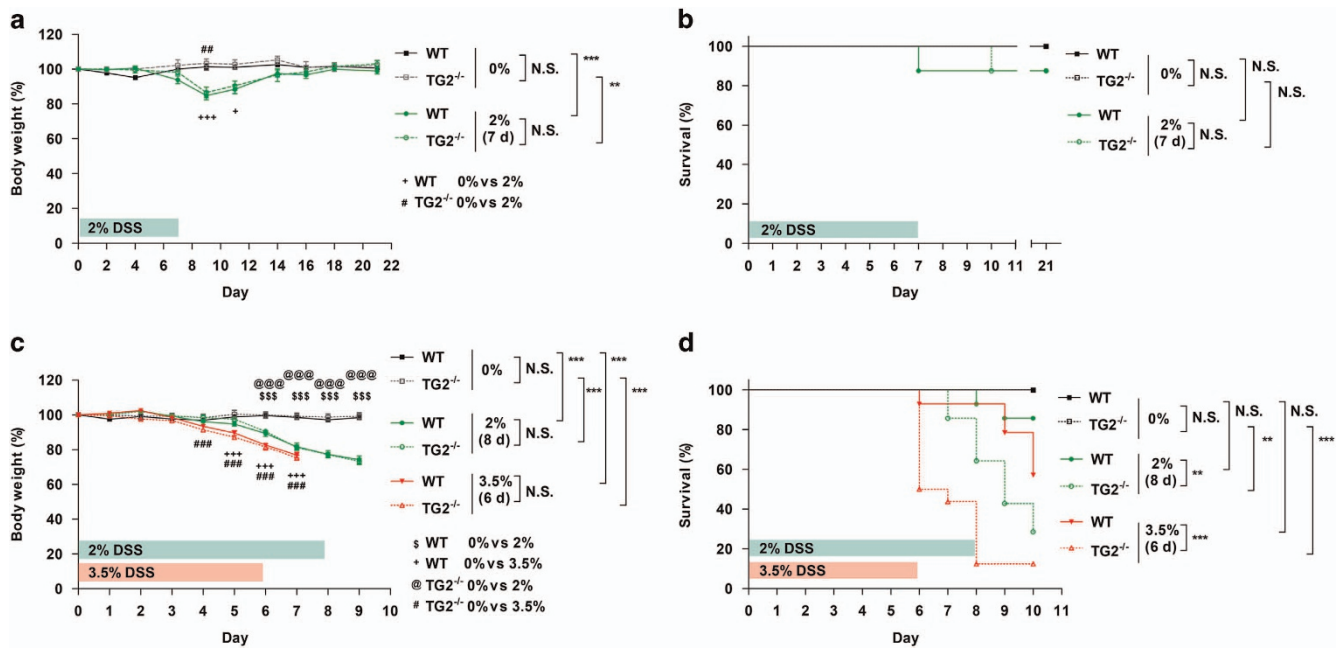 a
120
100
80
60
40
20
0
Body weight (%)
##
+++
+
2% DSS
0 2 4 6 8 10 12 14 16 18 20 22
Day
WT
TG2-/-
0%
N.S.
WT
TG2-/-
2%
(7 d)
N.S.
***
**
+ WT 0% vs 2%
# TG2-/- 0% vs 2%
b
100
80
60
40
20
0
Survival (%)
2% DSS
0 1 2 3 4 5 6 7 8 9 10 11 21
Day
WT
TG2-/-
0%
N.S.
WT
TG2-/-
2%
(7 d)
N.S.
N.S.
N.S.
c
120
100
80
60
40
20
0
Body weight (%)
@@@ @@@ @@@ @@@
$$$ $$$ $$$ $$$
###
+++ +++ +++
### ### ###
2% DSS
3.5% DSS
0 1 2 3 4 5 6 7 8 9 10
Day
WT
TG2-/-
0%
N.S.
WT
TG2-/-
2%
(8 d)
N.S.
WT
TG2-/-
3.5%
(6 d)
N.S.
***
***
***
***
$ WT 0% vs 2%
+ WT 0% vs 3.5%
@ TG2-/- 0% vs 2%
# TG2-/- 0% vs 3.5%
d
100
80
60
40
20
0
Survival (%)
2% DSS
3.5% DSS
0 1 2 3 4 5 6 7 8 9 10 11
Day
WT
TG2-/-
0%
N.S.
WT
TG2-/-
2%
(8 d)
**
WT
TG2-/-
3.5%
(6 d)
***
N.S.
**
N.S.
***